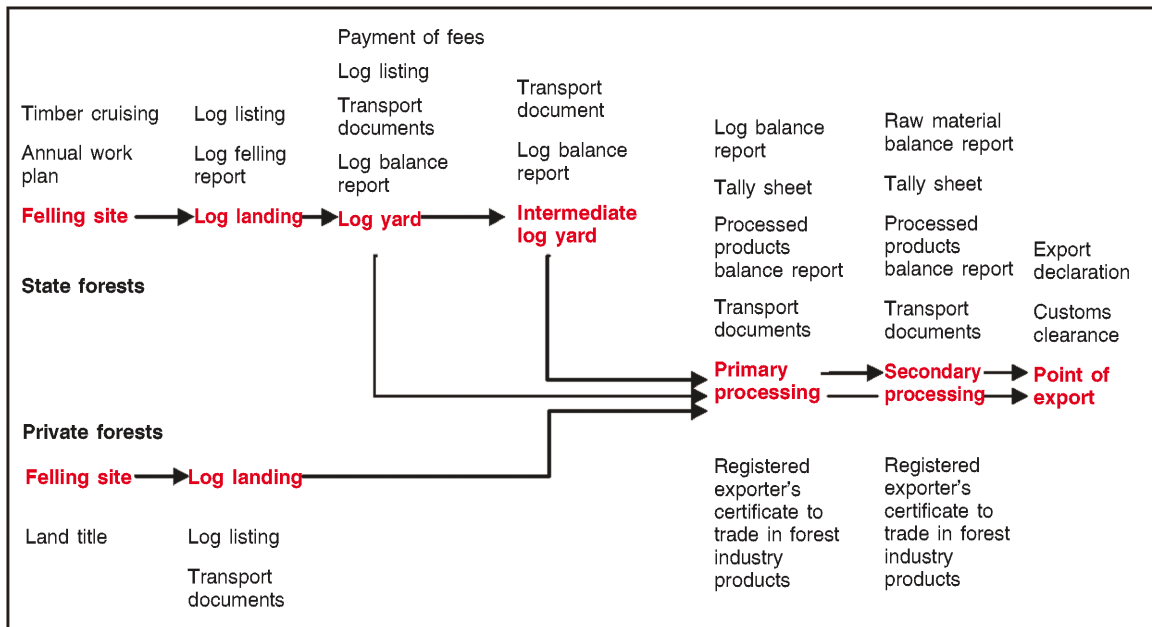 Payment of fees
Log listing
Transport
documents
Log balance
report
Timber cruising
Annual work
plan
Log listing
Log felling
report
Transport
document
Log balance
report
Felling site
Log landing
Log yard
Intermediate
log yard
State forests
Log balance
report
Tally sheet
Processed
products
balance report
Transport
documents
Raw material
balance report
Tally sheet
Processed
products
balance report
Transport
documents
Export
declaration
Customs
clearance
Primary
processing
Secondary
processing
Point of
export
Private forests
Felling site
Log landing
Land title
Log listing
Transport
documents
Registered
exporter's
certificate to
trade in forest
industry
products
Registered
exporter's
certificate to
trade in forest
industry
products